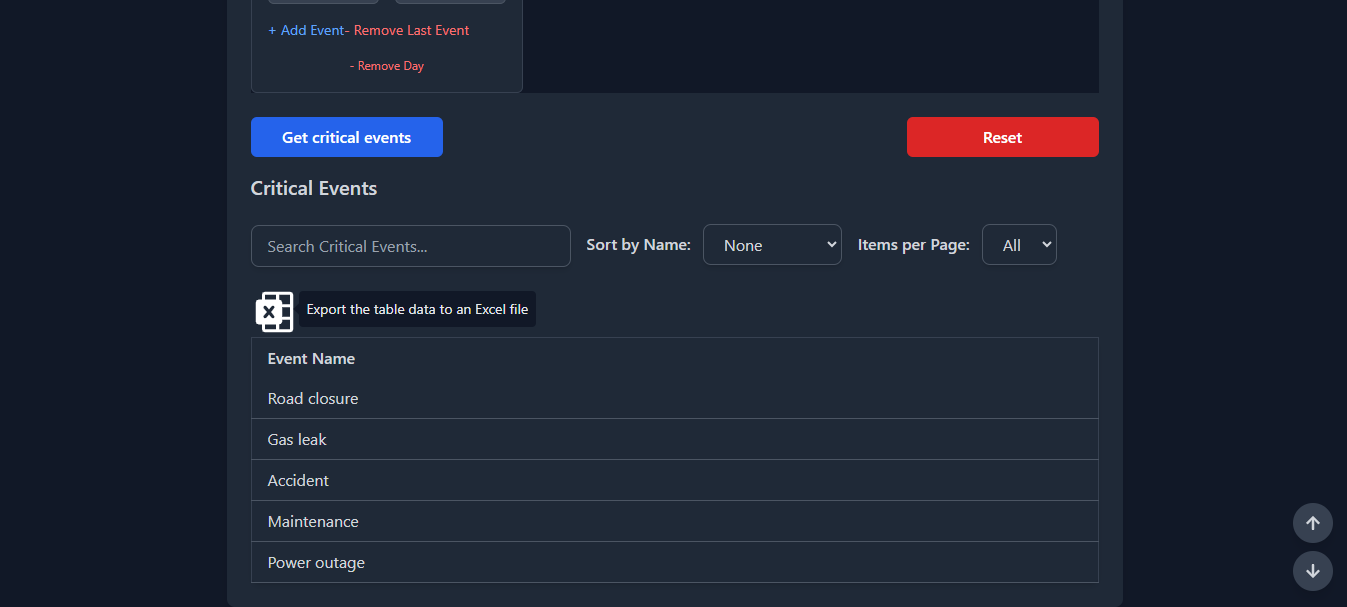 + Add Event- Remove Last Event
- Remove Day
Get critical events Reset
Critical Events
Search Critical Events... Sort by Name: None Items per Page: All
X Export the table data to an Excel file
Event Name
Road closure
Gas leak
Accident
Maintenance
Power outage